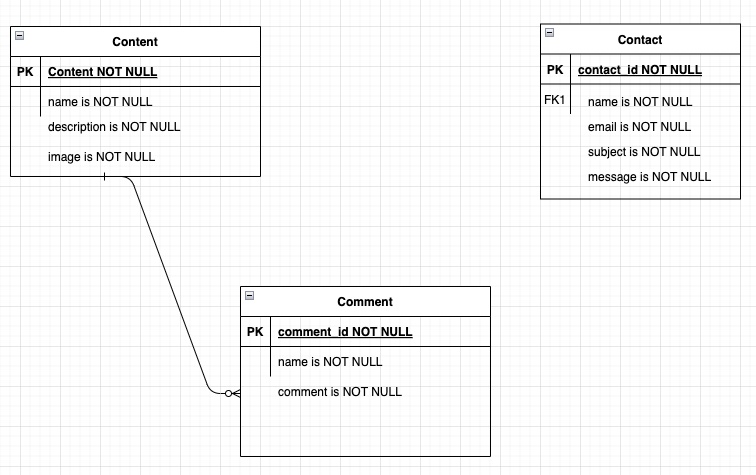 Content
PK Content NOT NULL
name is NOT NULL
description is NOT NULL
image is NOT NULL
Contact
PK contact_id NOT NULL
FK1 name is NOT NULL
email is NOT NULL
subject is NOT NULL
message is NOT NULL
Comment
PK comment_id NOT NULL
name is NOT NULL
comment is NOT NULL